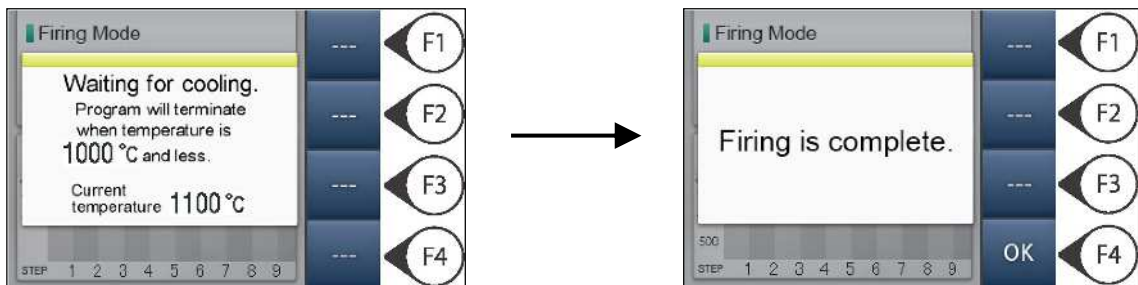 Firing Mode
Waiting for cooling.
Program will terminate
when temperature is
1000 °C and less.
Current
temperature 1100 °C
STEP 1 2 3 4 5 6 7 8 9
--- F1
--- F2
--- F3
--- F4
Firing Mode
Firing is complete.
500
STEP 1 2 3 4 5 6 7 8 9
--- F1
--- F2
--- F3
OK F4